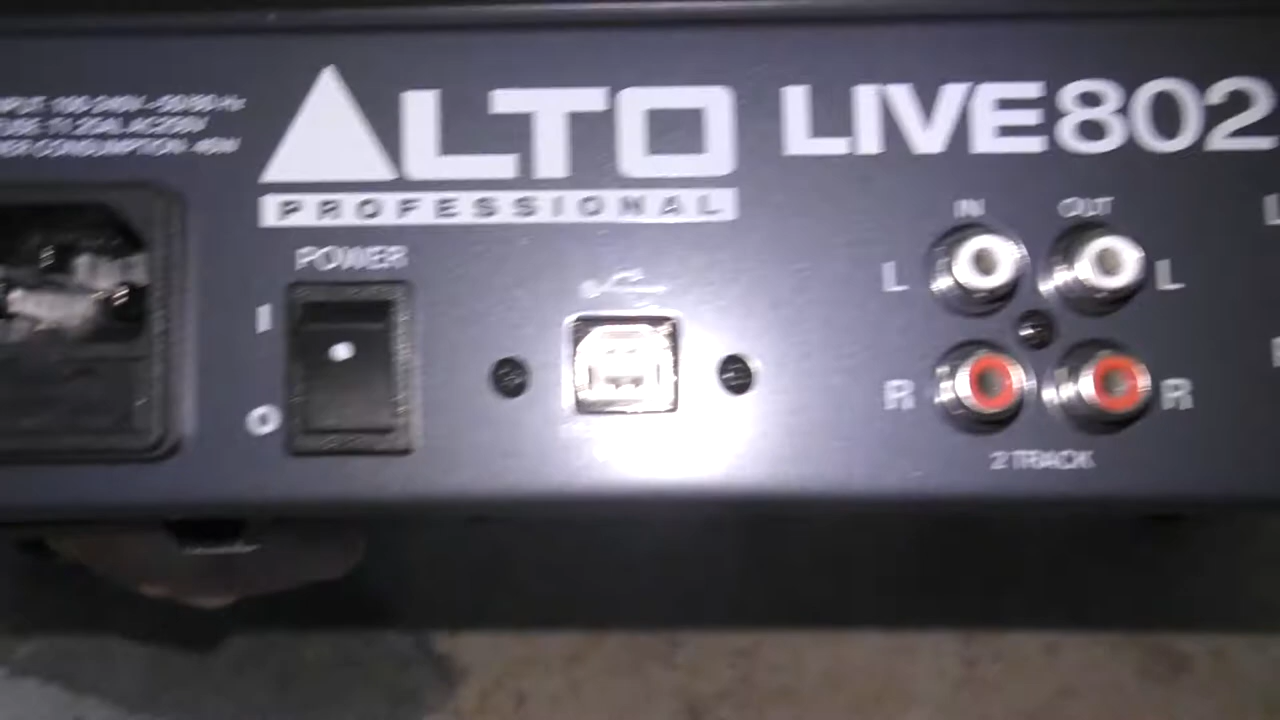 ALTO
PROFESSIONAL
LIVE802
POWER
I
O
IN OUT
L L
R R
2 TRACK